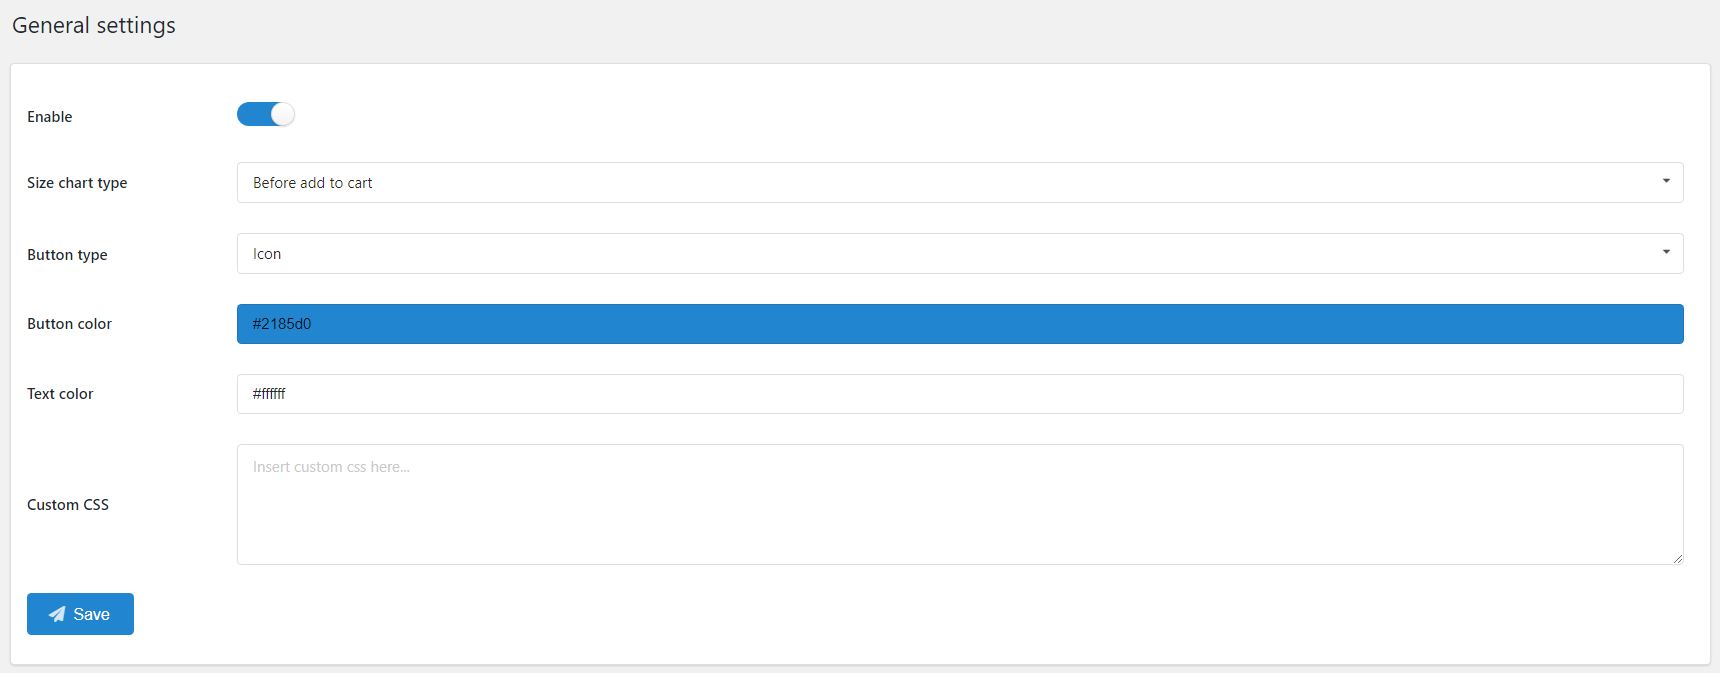 General settings
Enable
Size chart type
Before add to cart
Button type
Icon
Button color
#2185d0
Text color
#ffffff
Custom CSS
Insert custom css here...
Save